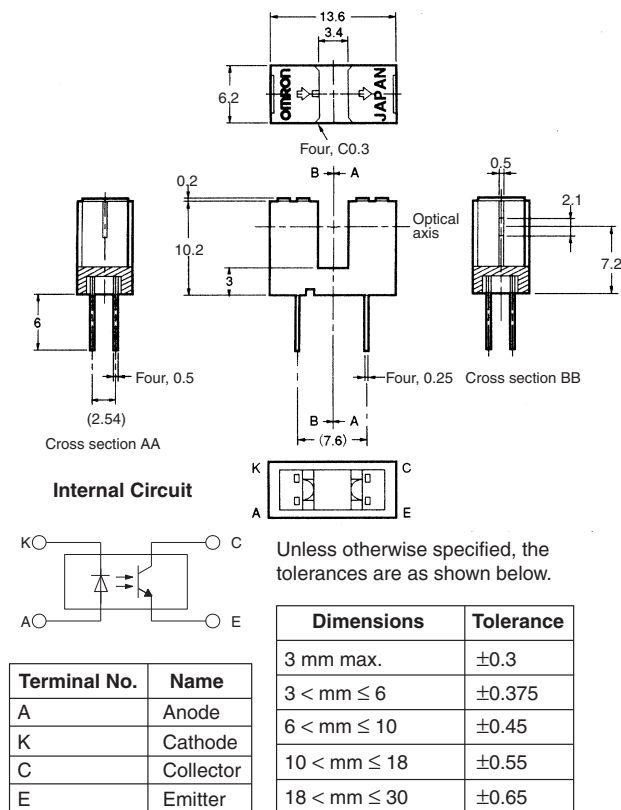 13.6
3.4
6.2
OMRON
JAPAN
Four, C0.3
B A
0.2
10.2
3
Optical
axis
0.5
2.1
7.2
6
Four, 0.5
(2.54)
Cross section AA
Four, 0.25
Cross section BB
B A
(7.6)
K C
A E
Internal Circuit
K C
A E
Unless otherwise specified, the
tolerances are as shown below.
Terminal No. Name
A Anode
K Cathode
C Collector
E Emitter
Dimensions Tolerance
3 mm max. ±0.3
3 < mm ≤ 6 ±0.375
6 < mm ≤ 10 ±0.45
10 < mm ≤ 18 ±0.55
18 < mm ≤ 30 ±0.65